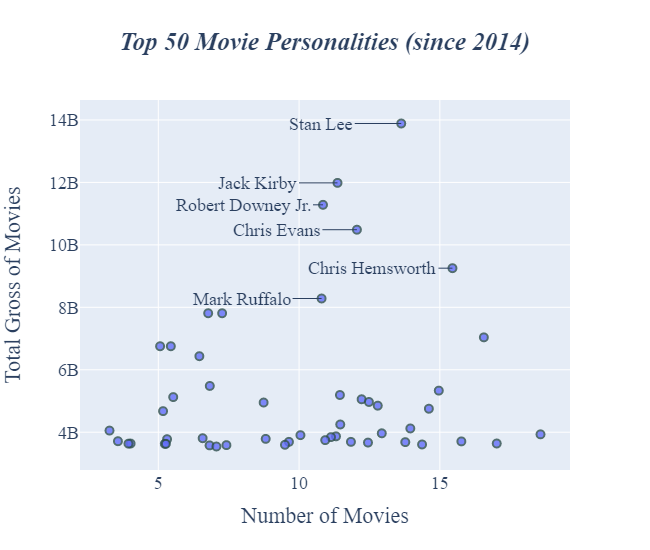 Top 50 Movie Personalities (since 2014)
14B
Stan Lee
12B
Jack Kirby
Robert Downey Jr.
10B
Chris Evans
Chris Hemsworth
8B
Mark Ruffalo
6B
4B
Total Gross of Movies
5
10
15
Number of Movies